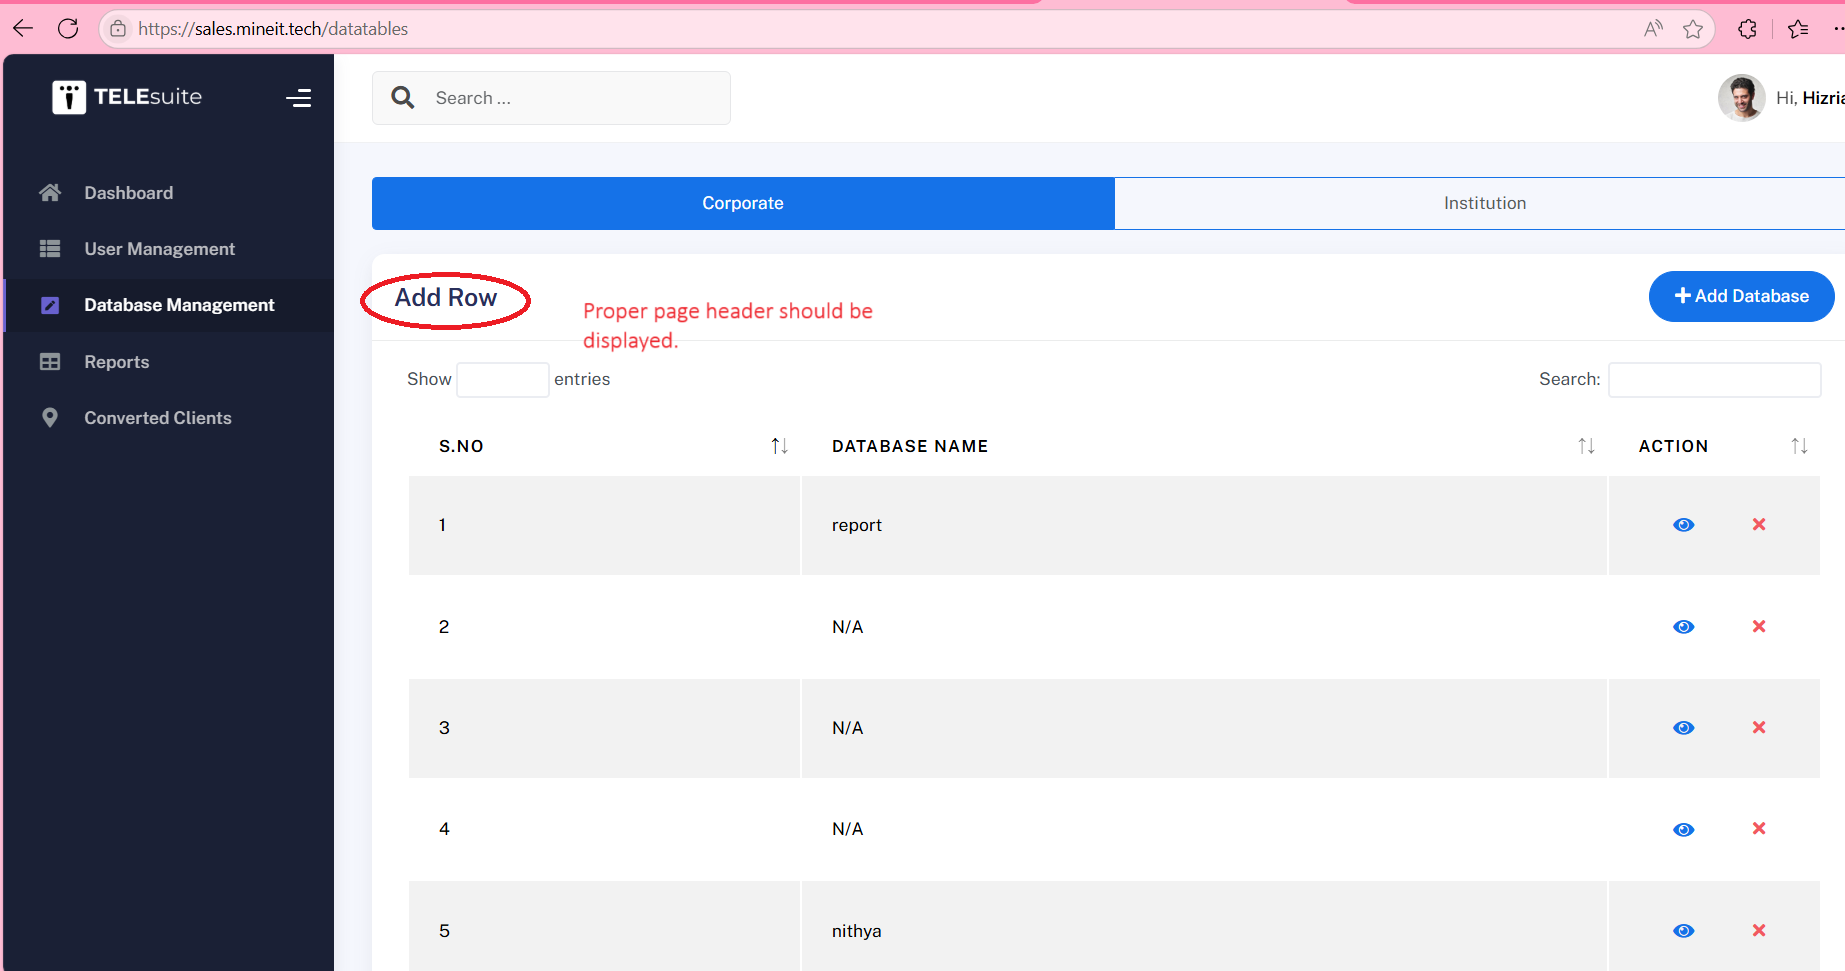 https://sales.mineit.tech/datatables
TELEsuite
Search ...
Hi, Hizria
Dashboard
User Management
Database Management
Reports
Converted Clients
Corporate
Institution
Add Row
Proper page header should be
displayed.
Add Database
Show entries
Search:
S.NO DATABASE NAME ACTION
1 report
2 N/A
3 N/A
4 N/A
5 nithya